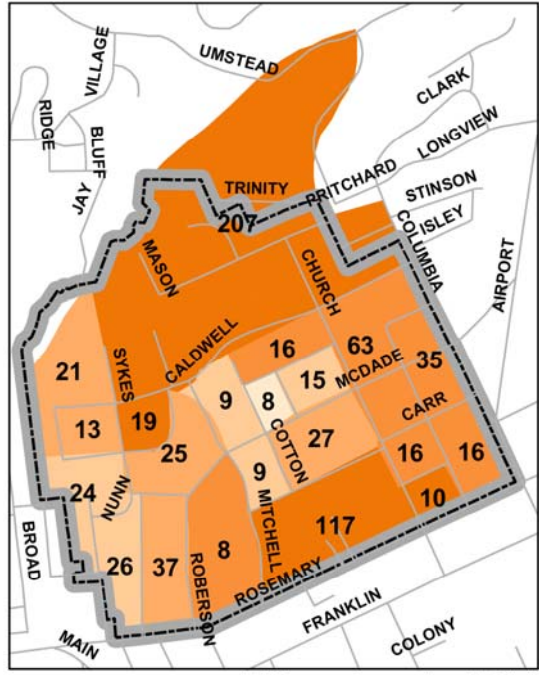 UMSTEAD
VILLAGE
CLARK
RIDGE
BLUFF
LONGVIEW
JAY
TRINITY
PRITCHARD
STINSON
207
ISLEY
COLUMBIA
MASON
CHURCH
AIRPORT
CALDWELL
SYKES
16
63
21
MCDADE
35
15
9
8
CARR
19
13
COTTON
27
25
16
16
9
24
NUNN
MITCHELL
10
117
BROAD
26
37
8
ROBERSON
ROSEMARY
FRANKLIN
MAIN
COLONY